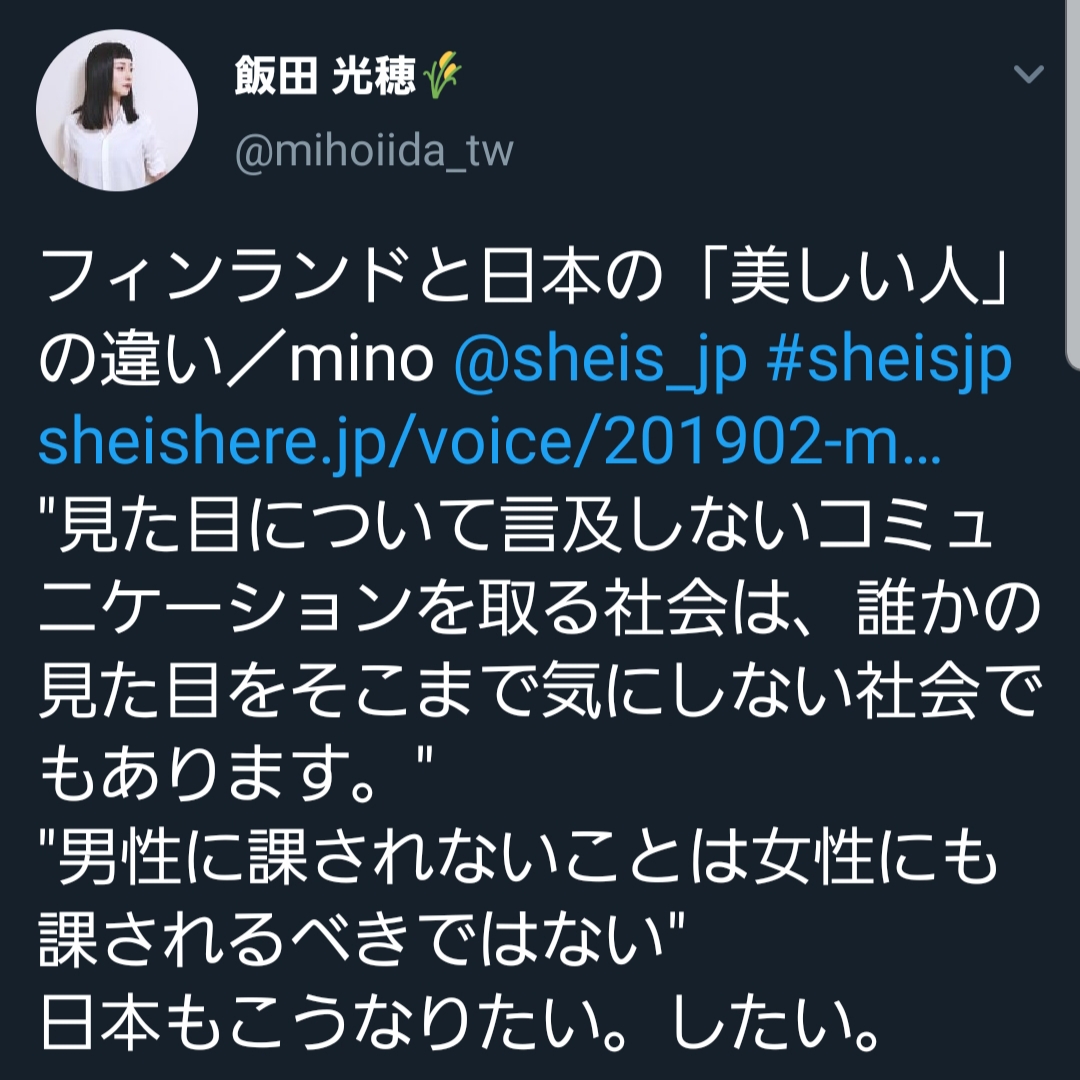 飯田 光穂🌾
@mihoiida_tw
フィンランドと日本の「美しい人」
の違い／mino @sheis_jp #sheisjp
sheishere.jp/voice/201902-m…
"見た目について言及しないコミュ
ニケーションを取る社会は、誰かの
見た目をそこまで気にしない社会で
もあります。"
"男性に課されないことは女性にも
課されるべきではない"
日本もこうなりたい。したい。